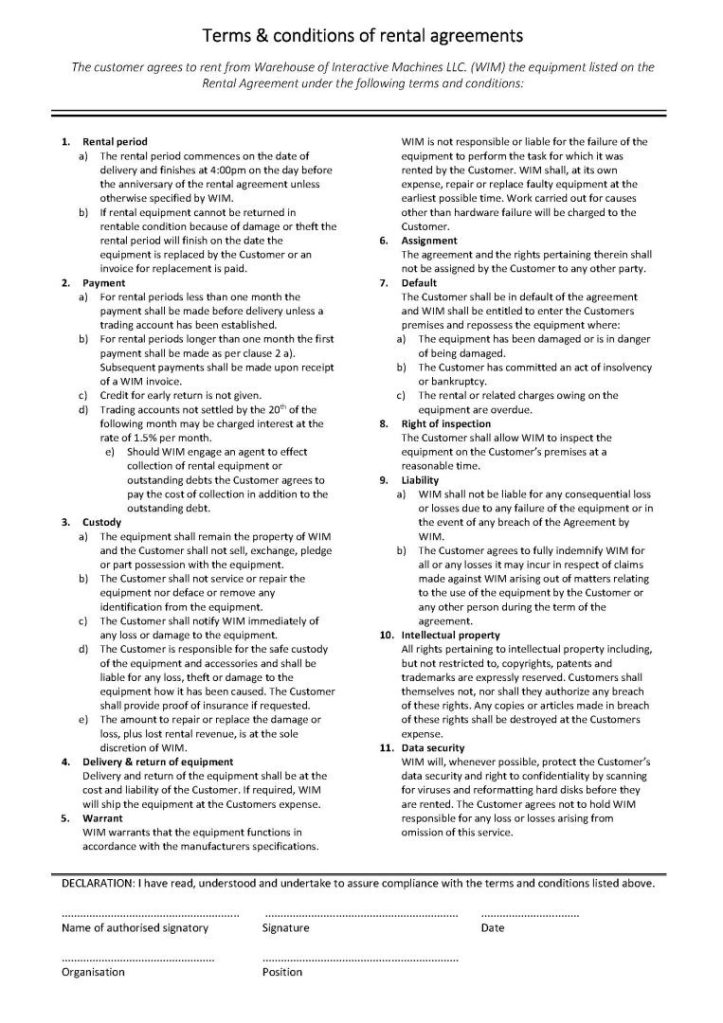 Terms & conditions of rental agreements
The customer agrees to rent from Warehouse of Interactive Machines LLC. (WIM) the equipment listed on the
Rental Agreement under the following terms and conditions:
1. Rental period
a) The rental period commences on the date of
delivery and finishes at 4:00pm on the day before
the anniversary of the rental agreement unless
otherwise specified by WIM.
b) If rental equipment cannot be returned in
rentable condition because of damage or theft the
rental period will finish on the date the
equipment is replaced by the Customer or an
invoice for replacement is paid.
2. Payment
a) For rental periods less than one month the
payment shall be made before delivery unless a
trading account has been established.
b) For rental periods longer than one month the first
payment shall be made as per clause 2 a).
Subsequent payments shall be made upon receipt
of a WIM invoice.
c) Credit for early return is not given.
d) Trading accounts not settled by the 20th of the
following month may be charged interest at the
rate of 1.5% per month.
e) Should WIM engage an agent to effect
collection of rental equipment or
outstanding debts the Customer agrees to
pay the cost of collection in addition to the
outstanding debt.
3. Custody
a) The equipment shall remain the property of WIM
and the Customer shall not sell, exchange, pledge
or part possession with the equipment.
b) The Customer shall not service or repair the
equipment nor deface or remove any
identification from the equipment.
c) The Customer shall notify WIM immediately of
any loss or damage to the equipment.
d) The Customer is responsible for the safe custody
of the equipment and accessories and shall be
liable for any loss, theft or damage to the
equipment how it has been caused. The Customer
shall provide proof of insurance if requested.
e) The amount to repair or replace the damage or
loss, plus lost rental revenue, is at the sole
discretion of WIM.
4. Delivery & return of equipment
Delivery and return of the equipment shall be at the
cost and liability of the Customer. If required, WIM
will ship the equipment at the Customers expense.
5. Warrant
WIM warrants that the equipment functions in
accordance with the manufacturers specifications.
WIM is not responsible or liable for the failure of the
equipment to perform the task for which it was
rented by the Customer. WIM shall, at its own
expense, repair or replace faulty equipment at the
earliest possible time. Work carried out for causes
other than hardware failure will be charged to the
Customer.
6. Assignment
The agreement and the rights pertaining therein shall
not be assigned by the Customer to any other party.
7. Default
The Customer shall be in default of the agreement
and WIM shall be entitled to enter the Customers
premises and repossess the equipment where:
a) The equipment has been damaged or is in danger
of being damaged.
b) The Customer has committed an act of insolvency
or bankruptcy.
c) The rental or related charges owing on the
equipment are overdue.
8. Right of inspection
The Customer shall allow WIM to inspect the
equipment on the Customer's premises at a
reasonable time.
9. Liability
a) WIM shall not be liable for any consequential loss
or losses due to any failure of the equipment or in
the event of any breach of the Agreement by
WIM.
b) The Customer agrees to fully indemnify WIM for
all or any losses it may incur in respect of claims
made against WIM arising out of matters relating
to the use of the equipment by the Customer or
any other person during the term of the
agreement.
10. Intellectual property
All rights pertaining to intellectual property including,
but not restricted to, copyrights, patents and
trademarks are expressly reserved. Customers shall
themselves not, nor shall they authorize any breach
of these rights. Any copies or articles made in breach
of these rights shall be destroyed at the Customers
expense.
11. Data security
WIM will, whenever possible, protect the Customer's
data security and right to confidentiality by scanning
for viruses and reformatting hard disks before they
are rented. The Customer agrees not to hold WIM
responsible for any loss or losses arising from
omission of this service.
DECLARATION: I have read, understood and undertake to assure compliance with the terms and conditions listed above.
Name of authorised signatory Signature Date
Organisation Position